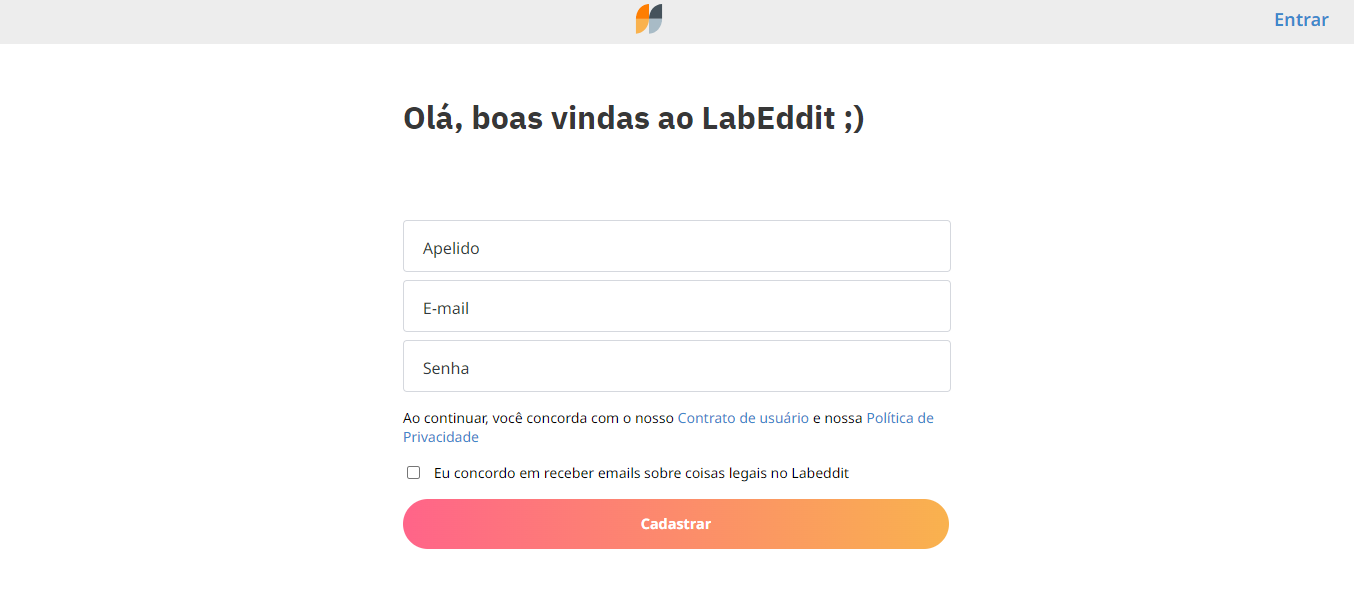 Entrar
Olá, boas vindas ao LabEddit ;)
Apelido
E-mail
Senha
Ao continuar, você concorda com o nosso Contrato de usuário e nossa Política de
Privacidade
Eu concordo em receber emails sobre coisas legais no Labeddit
Cadastrar